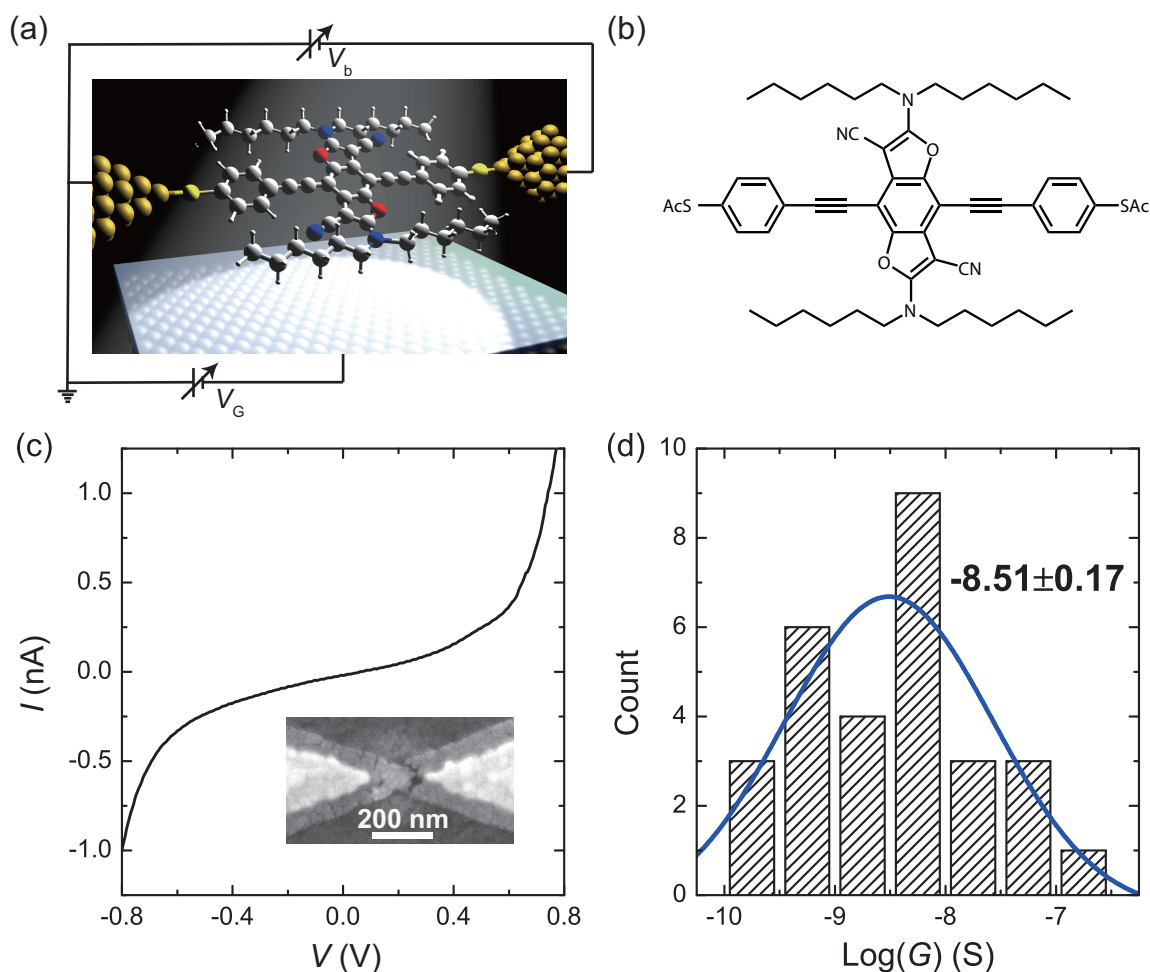 (a)
V_b
V_G
(b)
N
NC
O
AcS
SAc
O
CN
N
(c)
I (nA)
1.0
0.5
0.0
-0.5
-1.0
-0.8 -0.4 0.0 0.4 0.8
V (V)
200 nm
(d)
Count
10
8
6
4
2
0
-10 -9 -8 -7
Log(G) (S)
-8.51±0.17